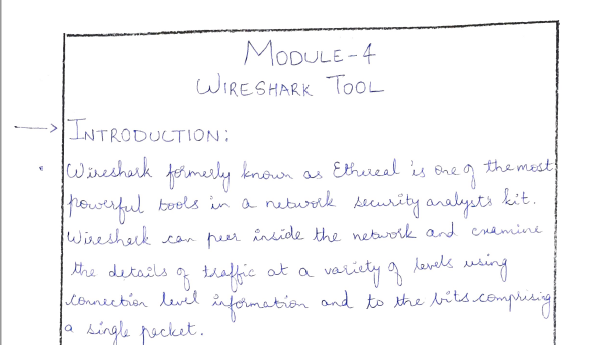 MODULE-4
WIRESHARK TOOL
INTRODUCTION:
Wireshark formerly known as Ethereal is one of the most
powerful tools in a network security analysts kit.
Wireshark can peer inside the network and examine
the details of traffic at a variety of levels using
connection level information and to the bits comprising
a single packet.